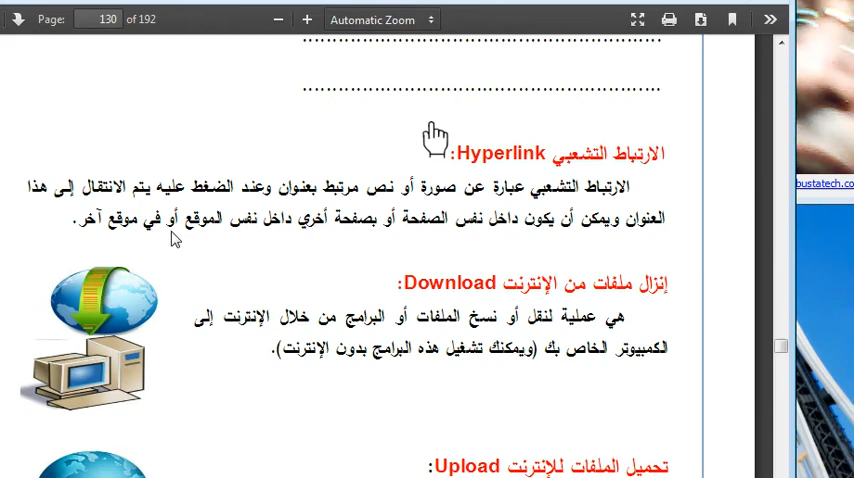 Page: 130 of 192 Automatic Zoom
الارتباط التشعبي Hyperlink:
الارتباط التشعبي عبارة عن صورة أو نص مرتبط بعنوان وعند الضغط عليه يتم الانتقال إلى هذا
العنوان ويمكن أن يكون داخل نفس الصفحة أو بصفحة أخري داخل نفس الموقع أو في موقع آخر.
bustatech.co
إنزال ملفات من الإنترنت Download:
هي عملية لنقل أو نسخ الملفات أو البرامج من خلال الإنترنت إلى
الكمبيوتر الخاص بك (ويمكنك تشغيل هذه البرامج بدون الإنترنت).
تحميل الملفات للإنترنت Upload: